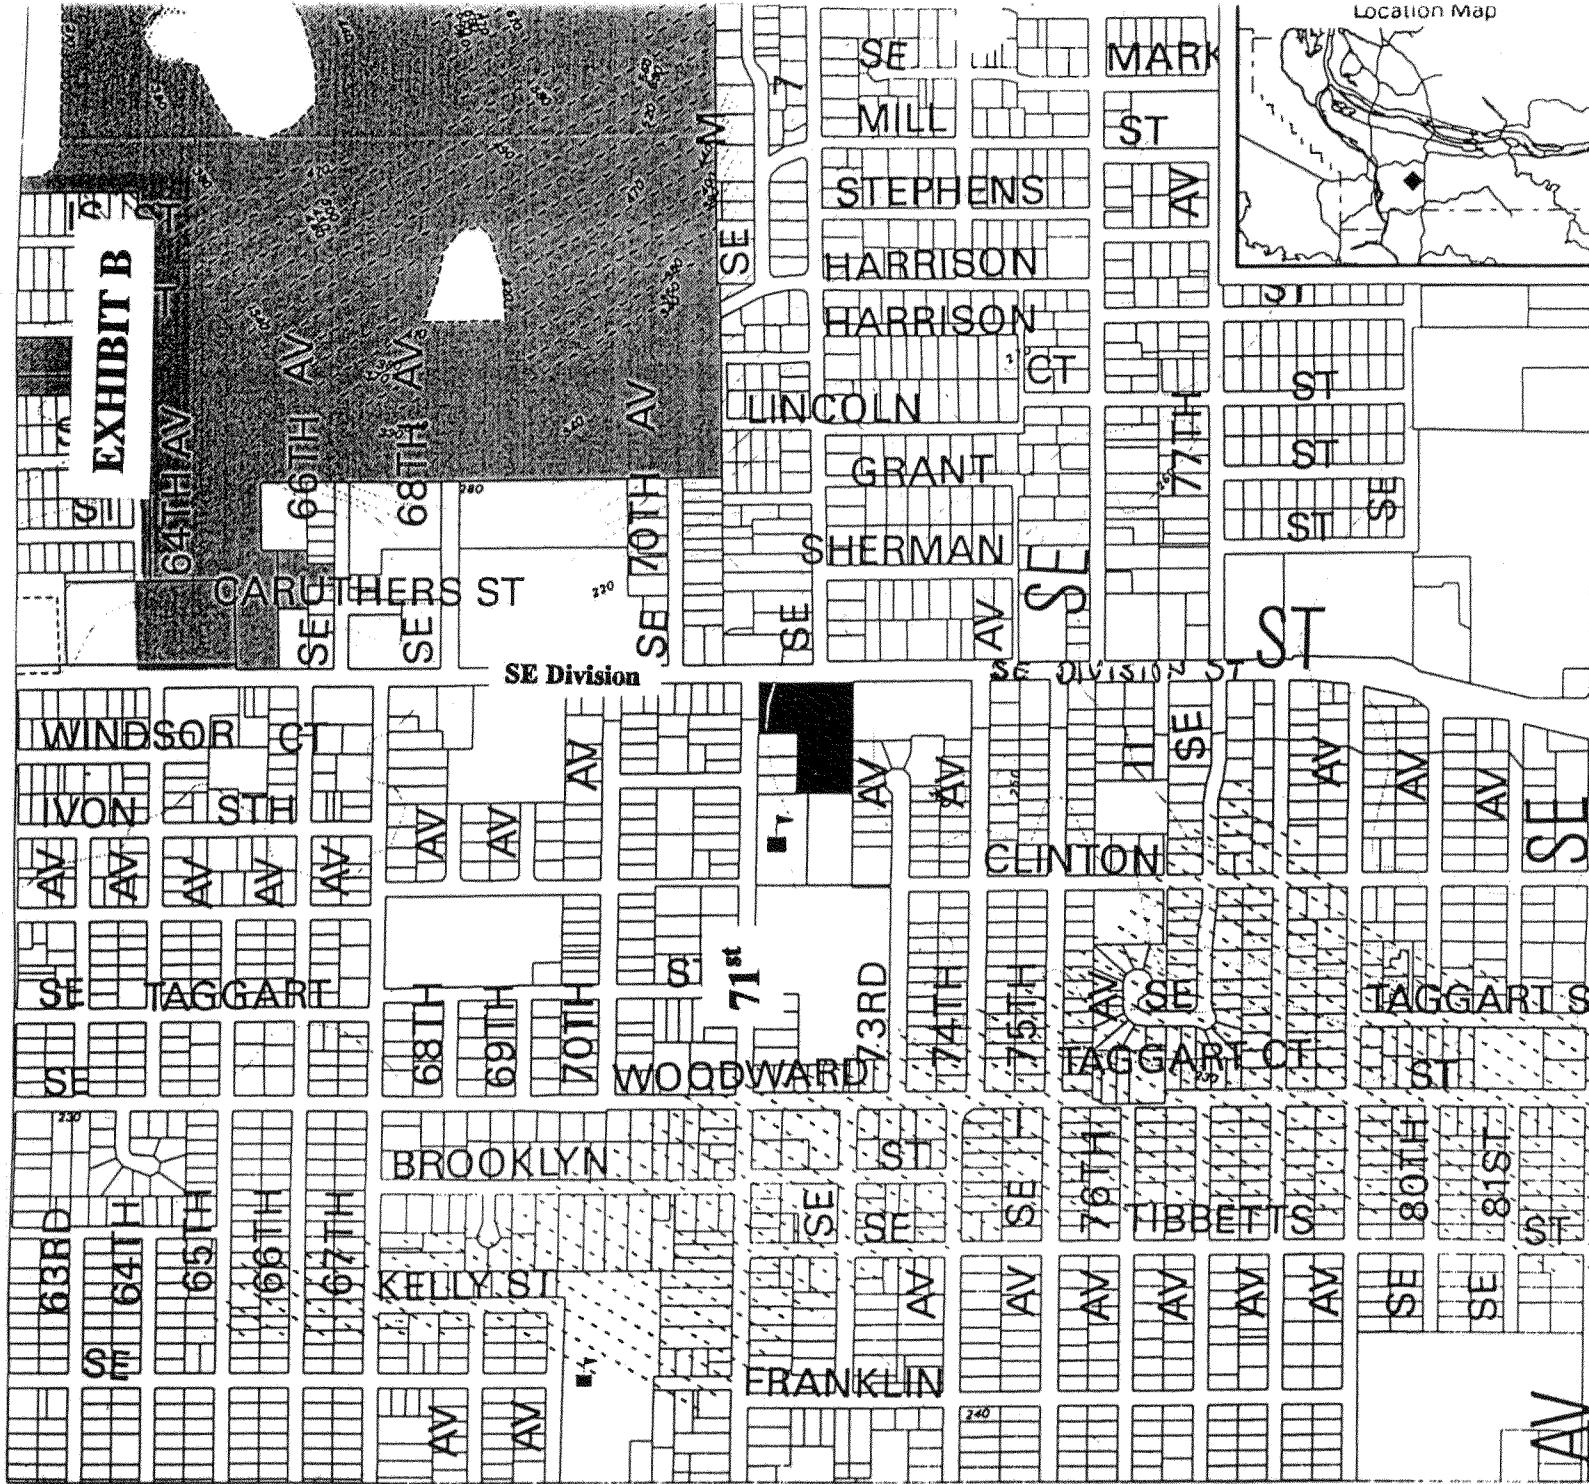 Location Map
SE
MARK
7
MILL
ST
M
STEPHENS
AV
SE
HARRISON
ST
HARRISON
EXHIBIT B
66TH AV
68TH AV
CT
ST
70TH AV
LINCOLN
64TH AV
77TH
GRANT
ST
280
ST
SE
ST
SHERMAN
SE
CARUTHERS ST
220
SE
SE
SE
SE
AV
ST
SE Division
SE DIVISION ST
WINDSOR CT
AV
SE
AV
AV
AV
AV
AV
AV
IVON STH
AV
AV
SE
CLINTON
AV
AV
AV
AV
AV
71st
S
SE
TAGGART
68TH
69TH
70TH
73RD
74TH
75TH
AV
SE
TAGGART S
SE
WOODWARD
TAGGART CT
ST
230
BROOKLYN
ST
76TH
80TH
81ST
63RD
64TH
65TH
66TH
67TH
SE
SE
SE
TIBBETTS
ST
KELLY ST
AV
AV
AV
AV
AV
AV
SE
SE
SE
FRANKLIN
AV
AV
240
AV